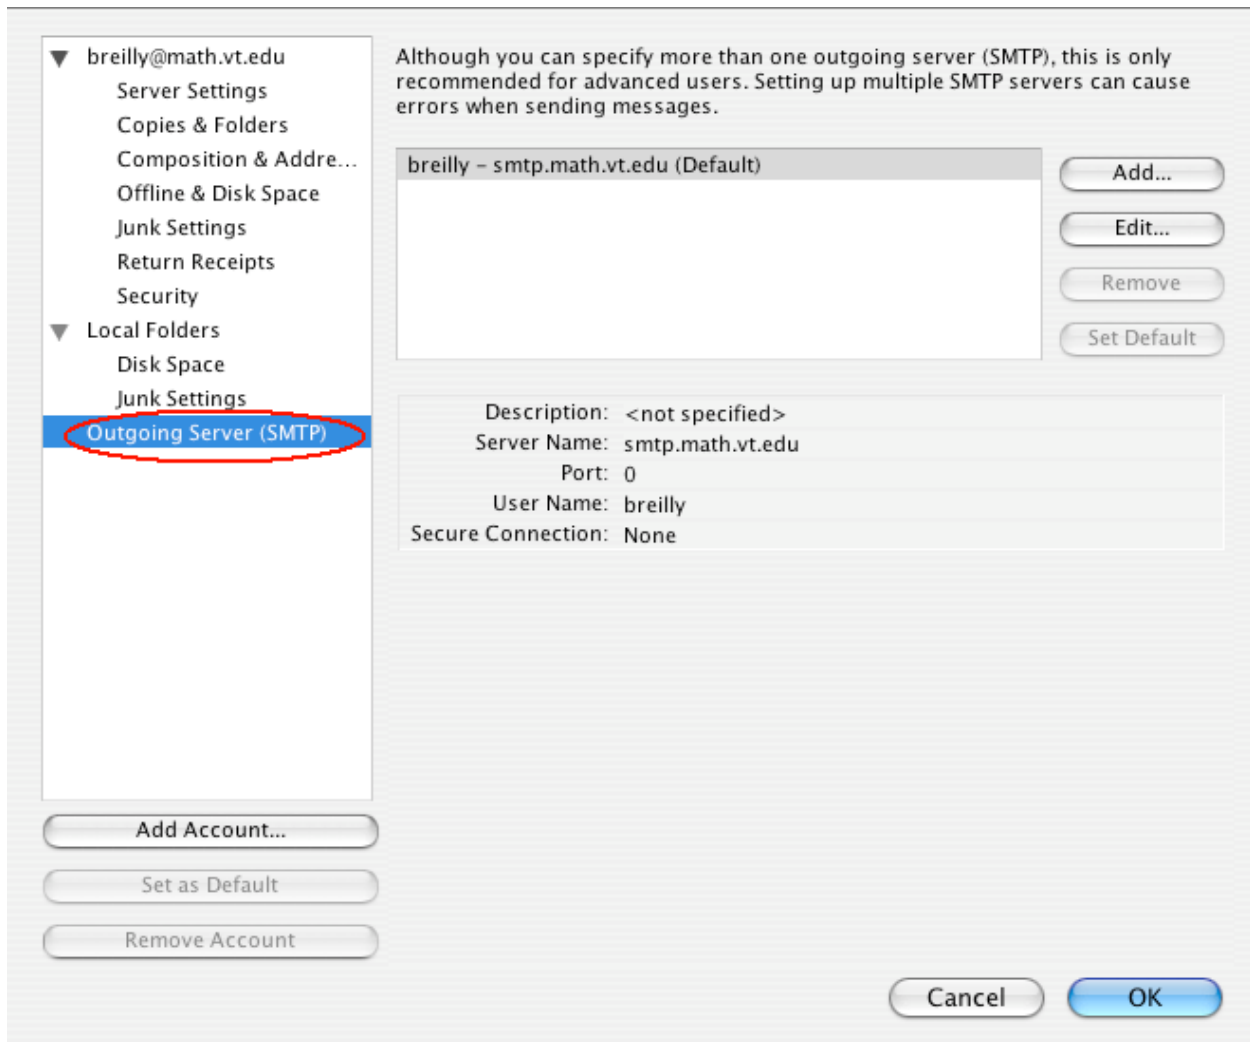 breilly@math.vt.edu
Server Settings
Copies & Folders
Composition & Addre...
Offline & Disk Space
Junk Settings
Return Receipts
Security
Local Folders
Disk Space
Junk Settings
Outgoing Server (SMTP)
Add Account...
Set as Default
Remove Account
Although you can specify more than one outgoing server (SMTP), this is only
recommended for advanced users. Setting up multiple SMTP servers can cause
errors when sending messages.
breilly – smtp.math.vt.edu (Default)
Add...
Edit...
Remove
Set Default
Description: <not specified>
Server Name: smtp.math.vt.edu
Port: 0
User Name: breilly
Secure Connection: None
Cancel
OK